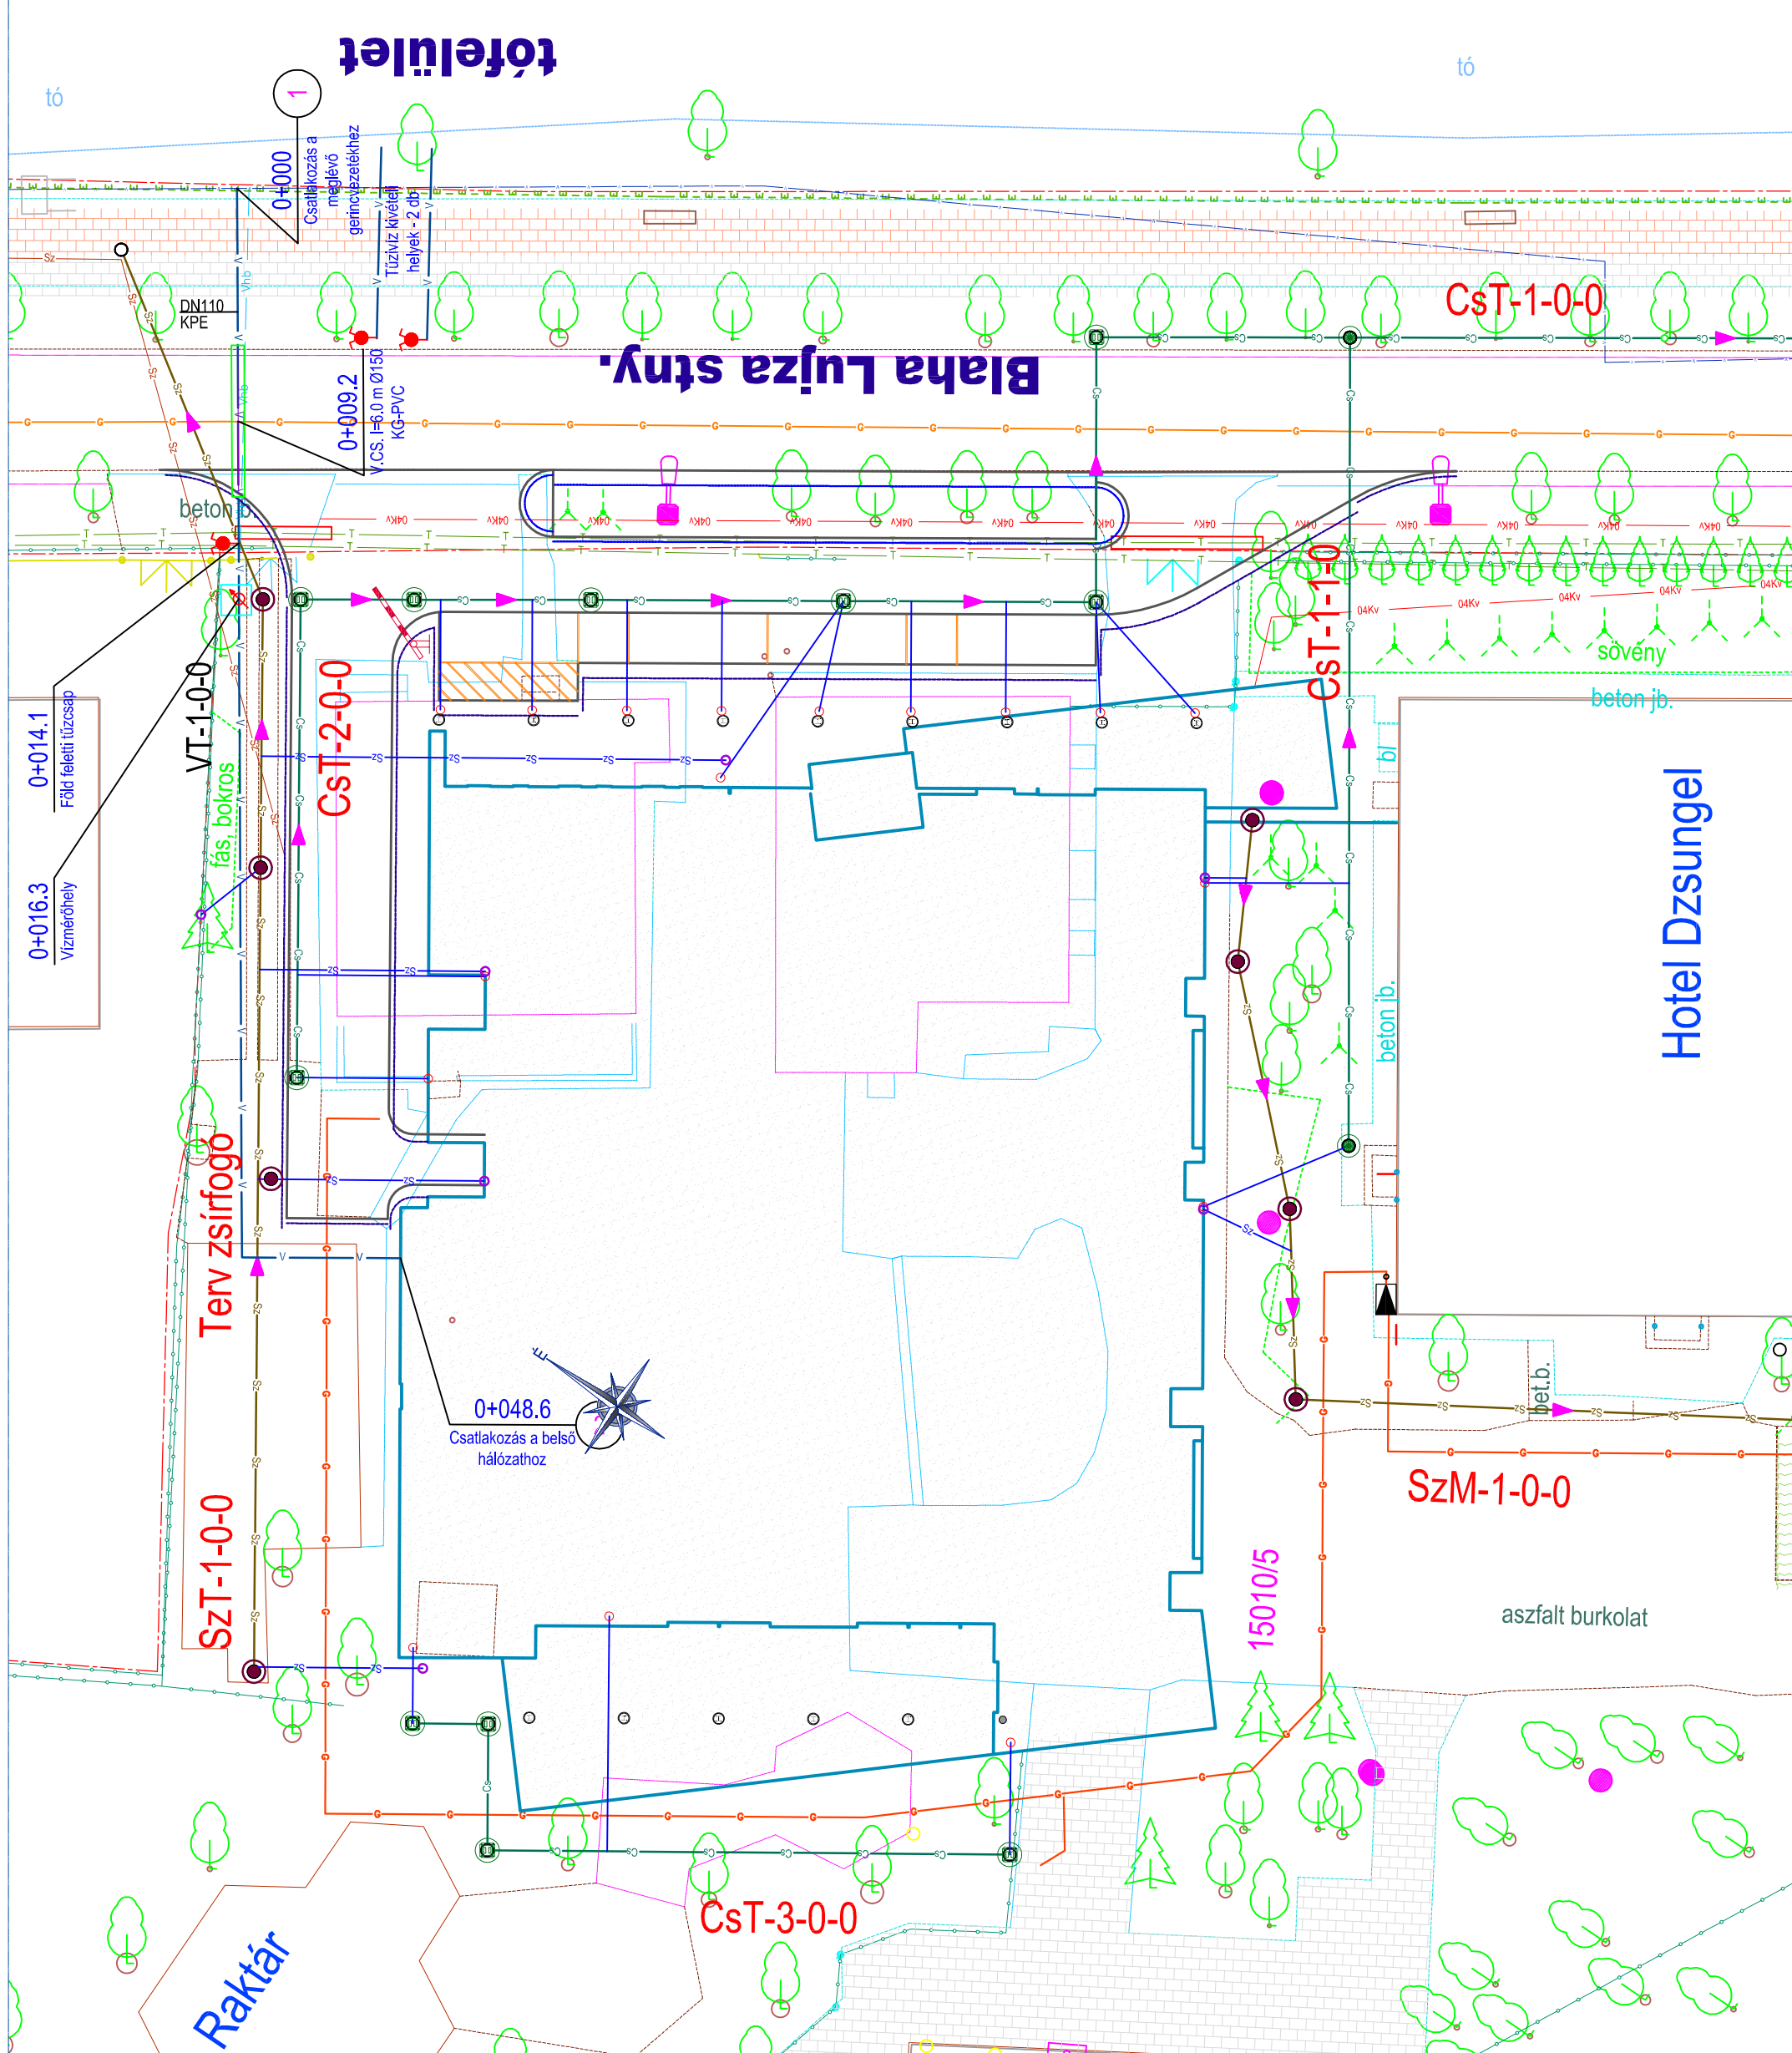 tófelület
tó
tó
1
0+000
Csatlakozás a
meglévő
gerincvezetékhez
Tűzivíz kivételi
helyek - 2 db
DN110
KPE
CsT-1-0-0
Blaha Lujza stny.
0+009.2
V.CS. l=6.0 m Ø150
KG-PVC
beton b.
04Kv
CsT-1-1-0
sövény
beton jb.
VT-1-0-0
CsT-2-0-0
0+014.1
Föld feletti tűzcsap
fás, bokros
bl
Hotel Dzsungel
0+016.3
Vízmérőhely
beton jb.
Terv zsírfogó
É
0+048.6
Csatlakozás a belső
hálózathoz
bet.b.
SzM-1-0-0
SzT-1-0-0
15010/5
aszfalt burkolat
CsT-3-0-0
Raktár